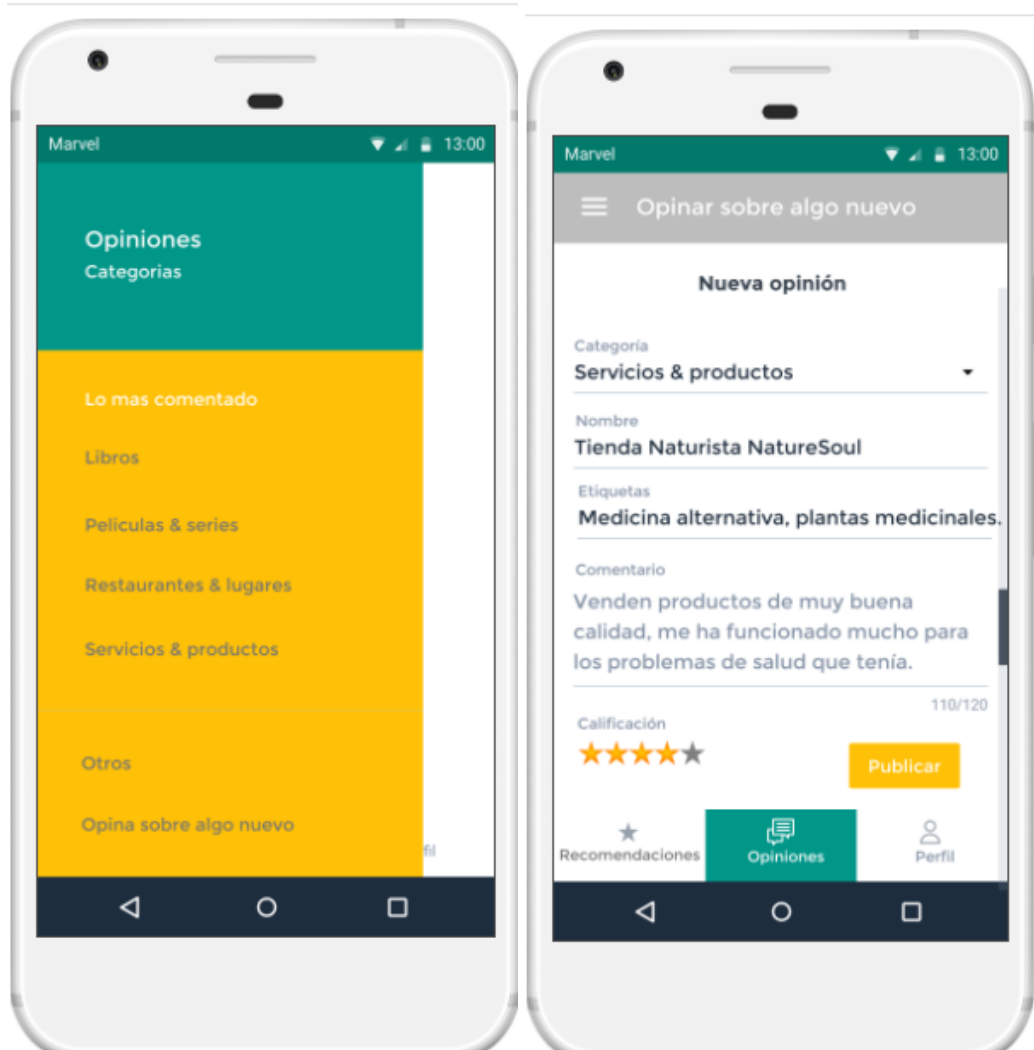 Marvel
13:00
Opiniones
Categorias
Lo mas comentado
Libros
Peliculas & series
Restaurantes & lugares
Servicios & productos
Otros
Opina sobre algo nuevo
fil
Marvel
13:00
Opinar sobre algo nuevo
Nueva opinión
Categoría
Servicios & productos
Nombre
Tienda Naturista NatureSoul
Etiquetas
Medicina alternativa, plantas medicinales.
Comentario
Venden productos de muy buena
calidad, me ha funcionado mucho para
los problemas de salud que tenía.
110/120
Calificación
Publicar
Recomendaciones
Opiniones
Perfil